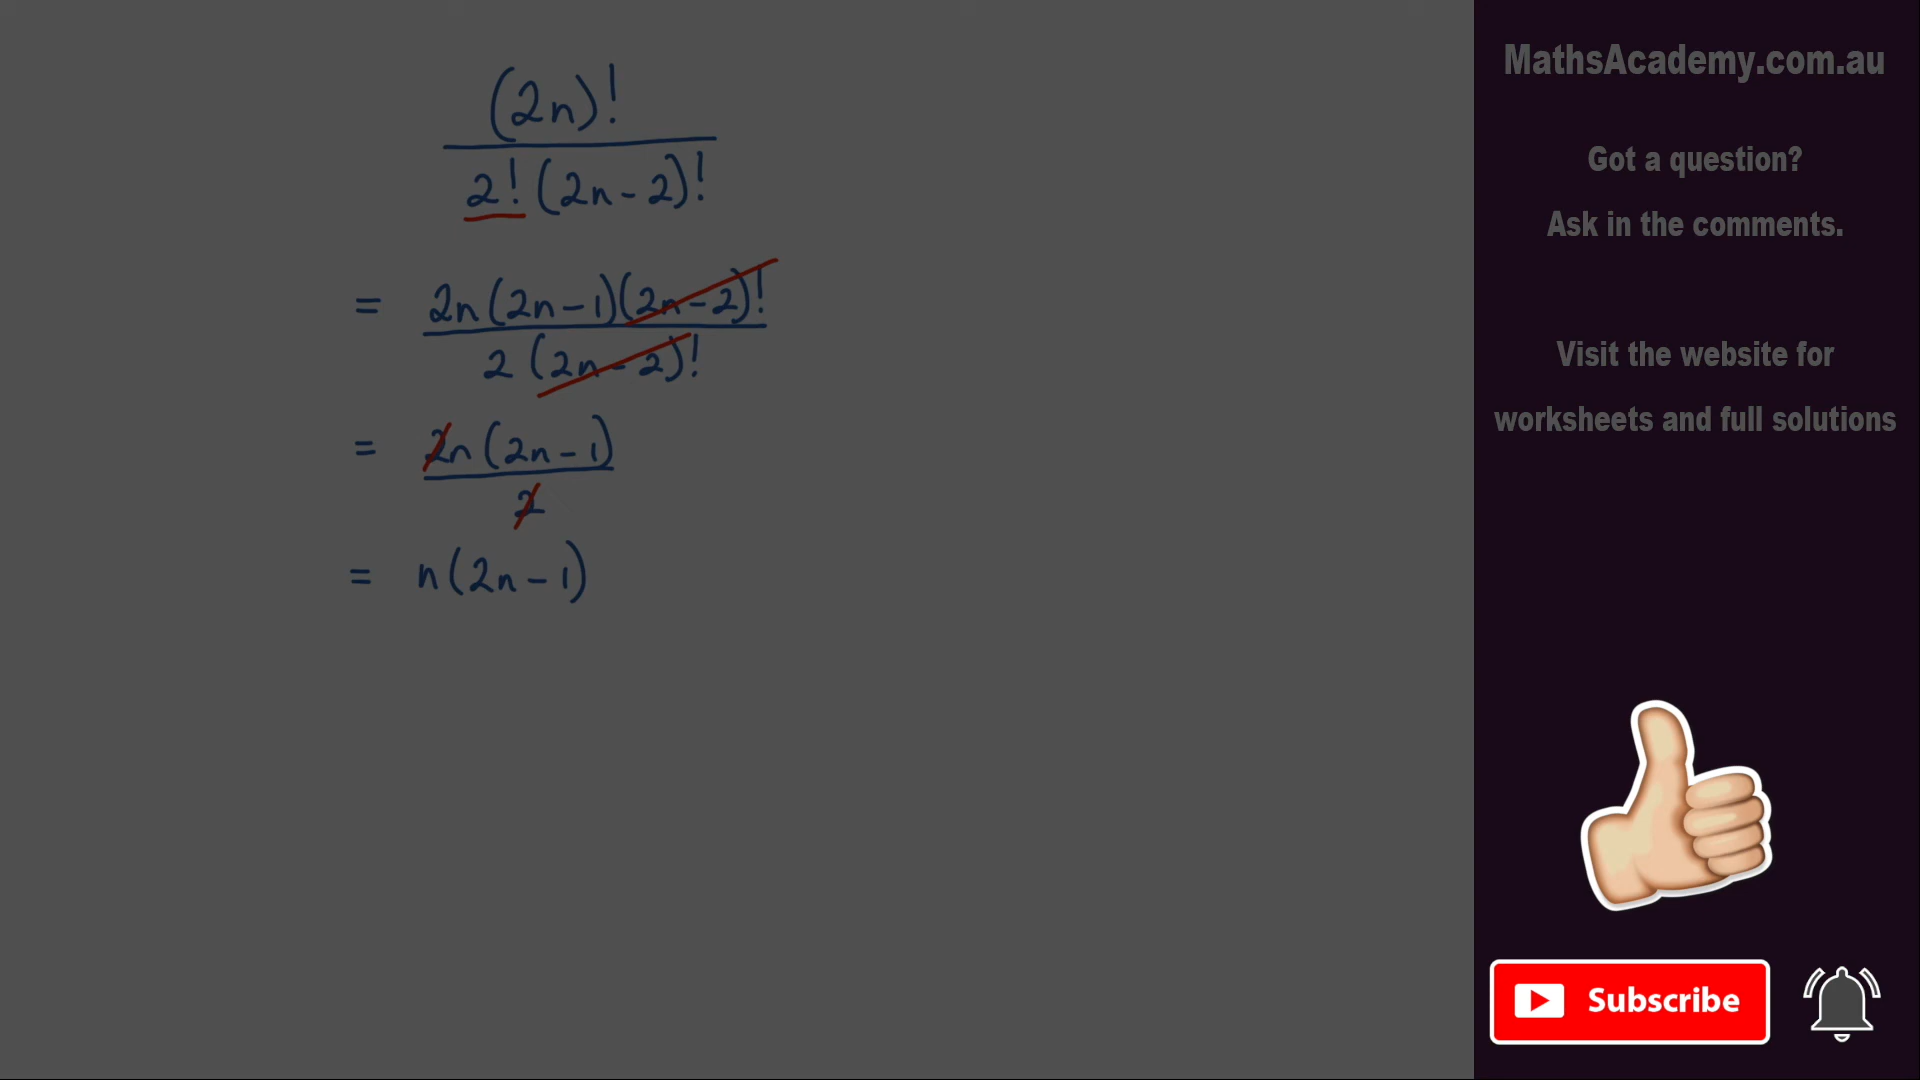 (2n)!
2!(2n-2)!
= 2n(2n-1)(2n-2)!
2(2n-2)!
= 2n(2n-1)
2
= n(2n-1)
MathsAcademy.com.au
Got a question?
Ask in the comments.
Visit the website for
worksheets and full solutions
Subscribe